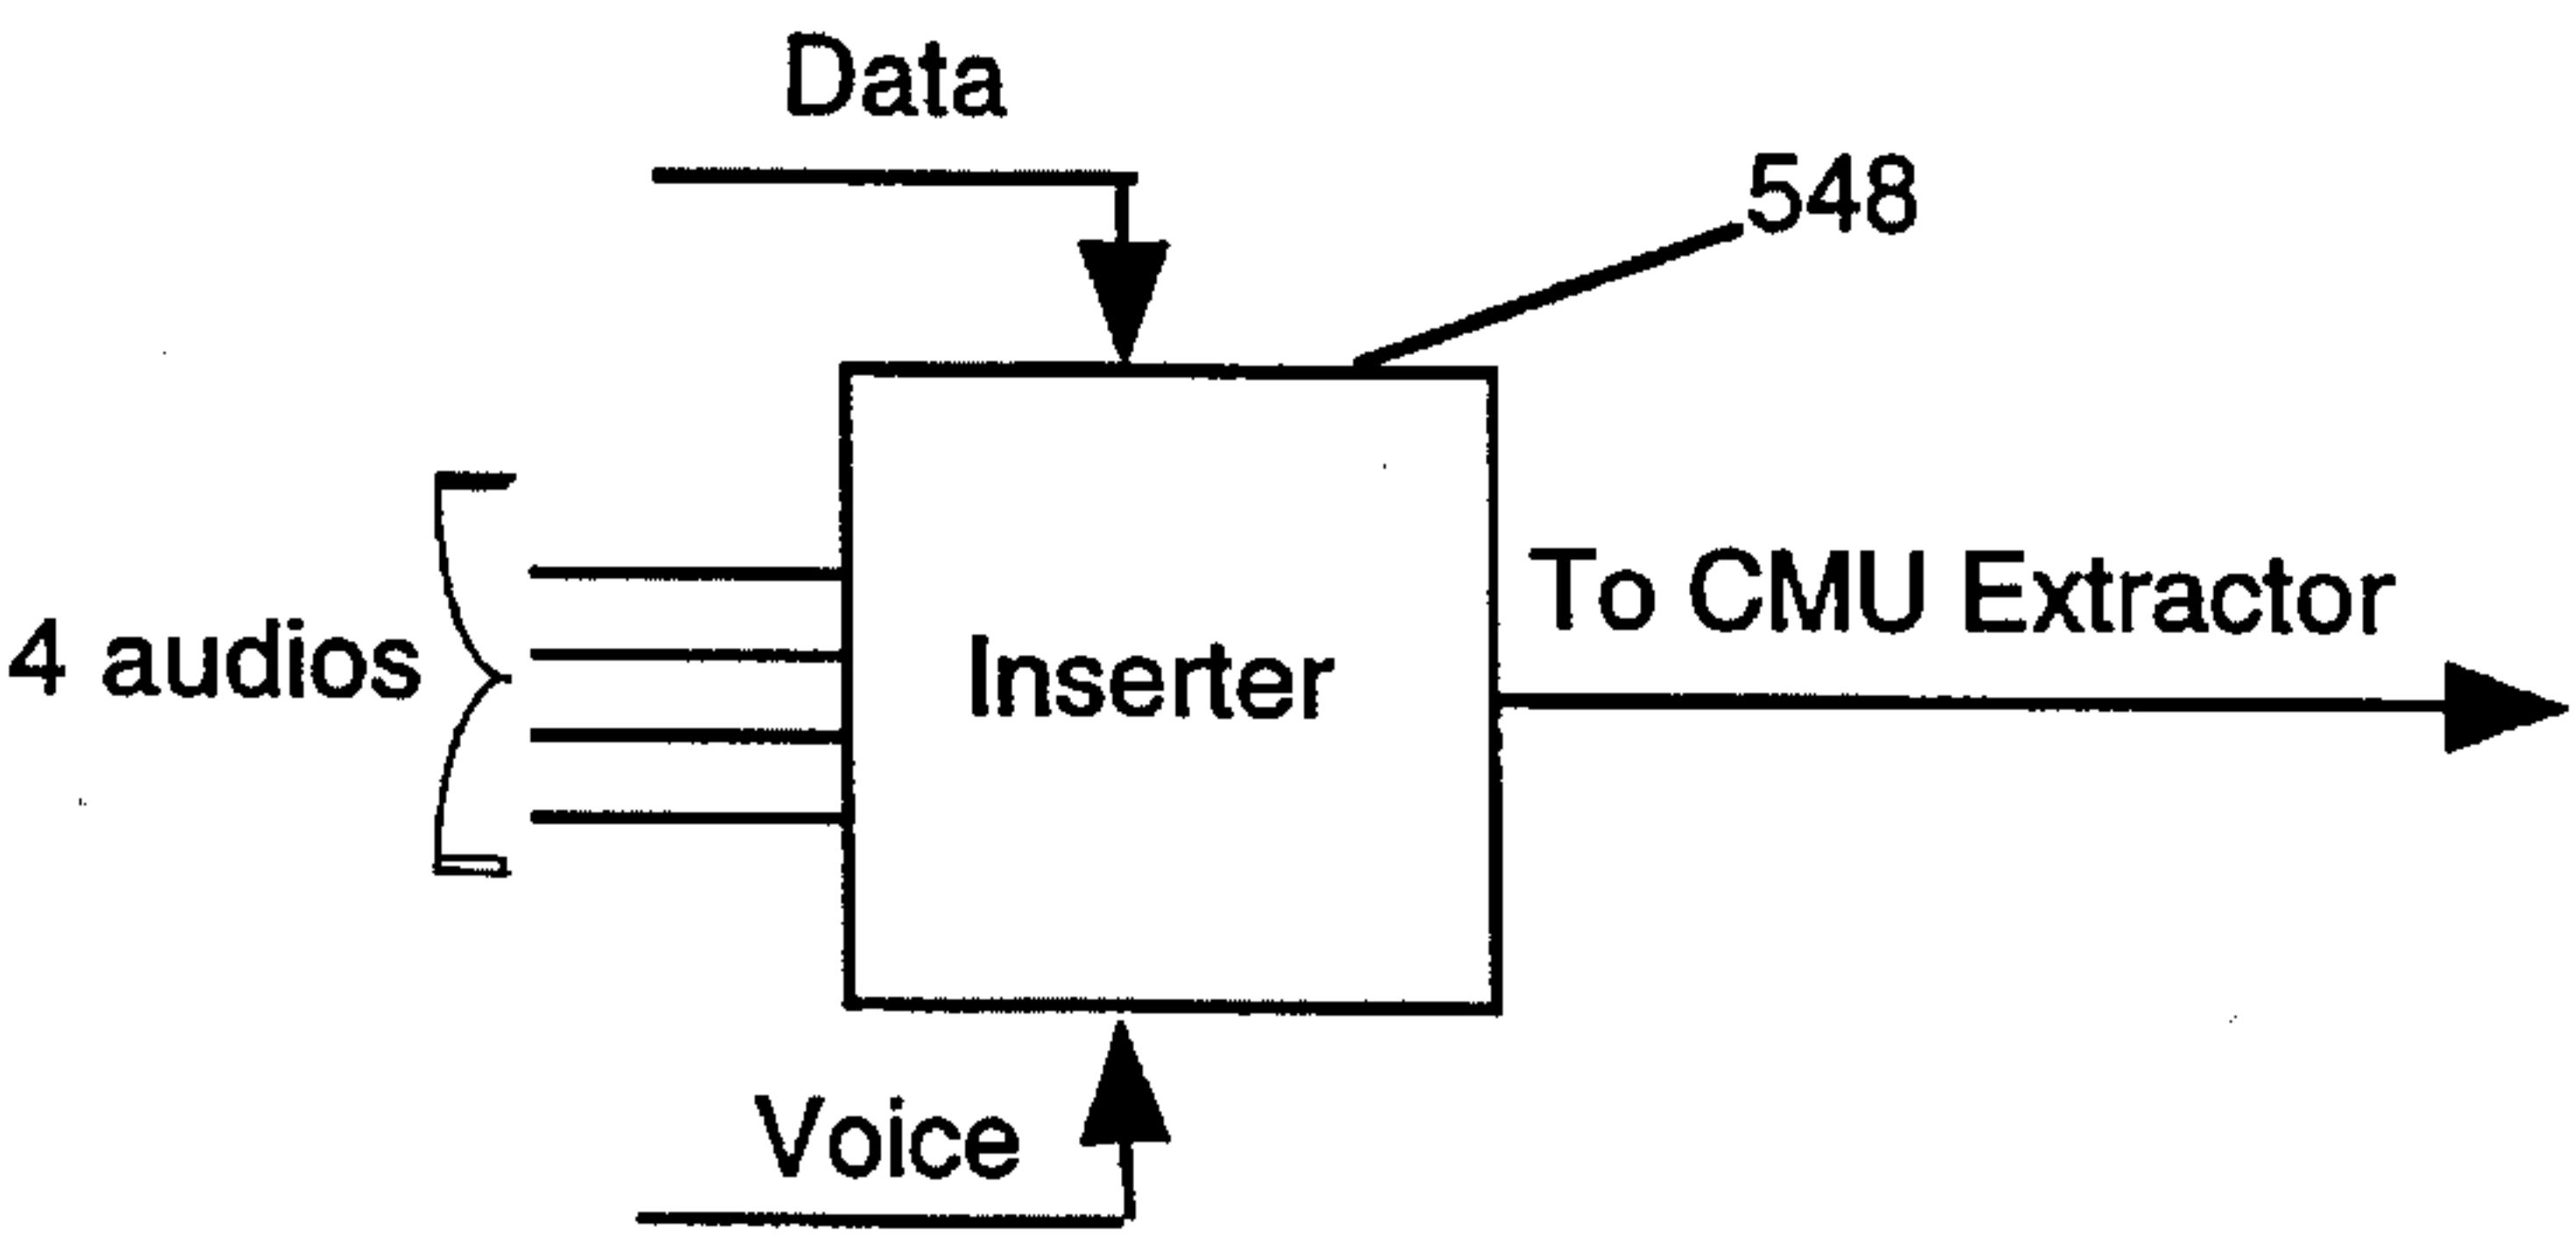 Data
548
To CMU Extractor
4 audios
Inserter
Voice